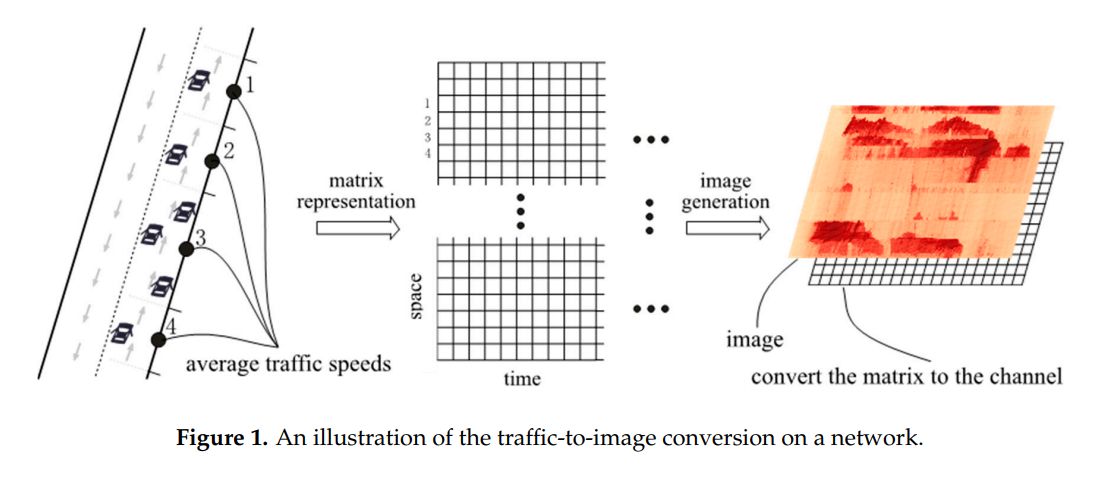 1
2
3
4
average traffic speeds
matrix
representation
1
2
3
4
space
time
image
generation
image
convert the matrix to the channel
Figure 1. An illustration of the traffic-to-image conversion on a network.